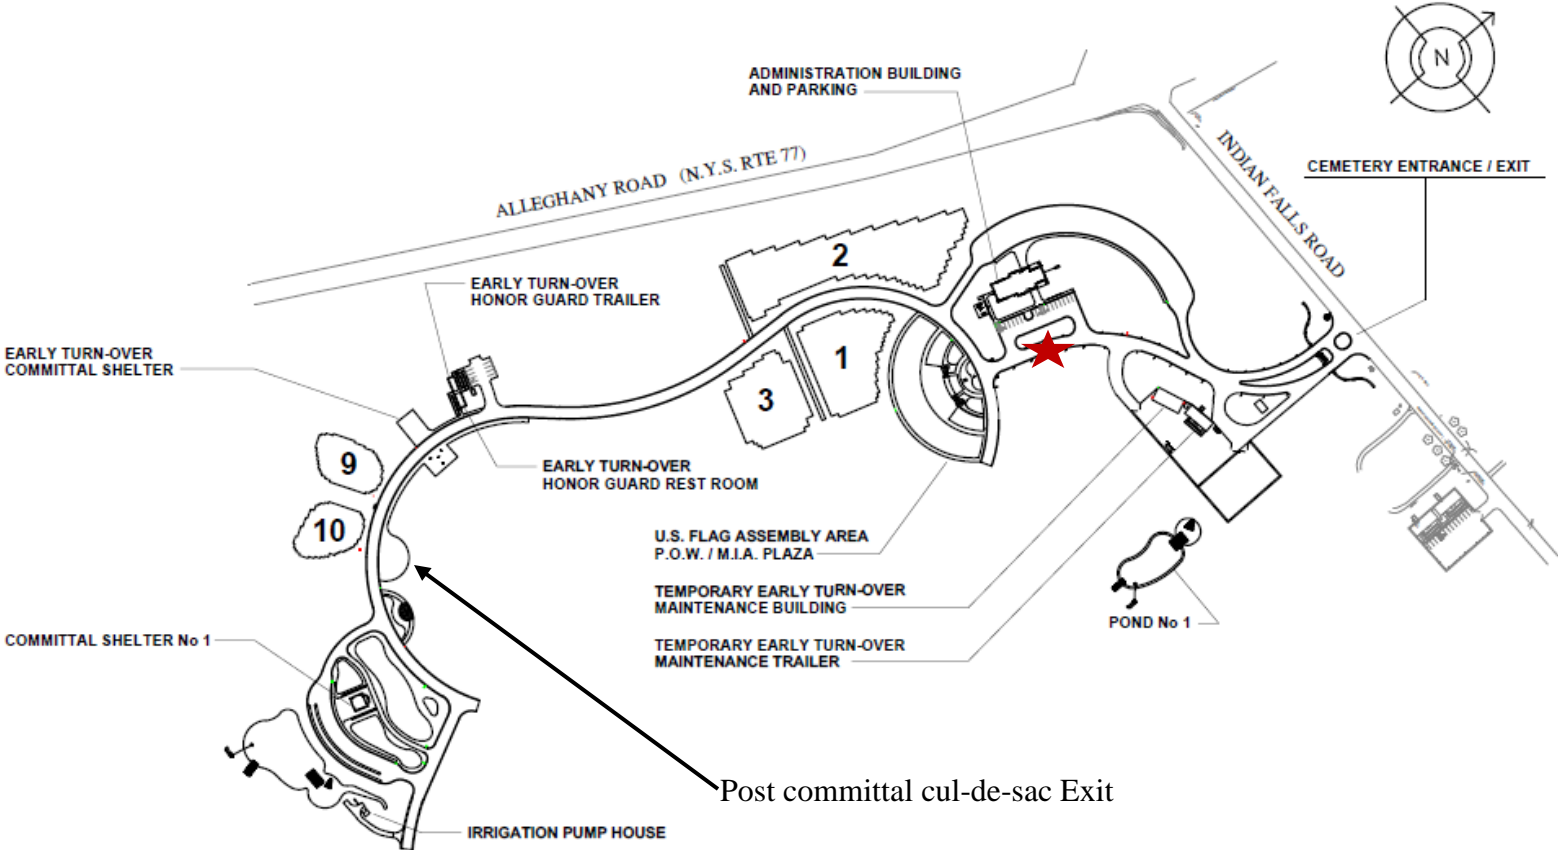 N
ADMINISTRATION BUILDING
AND PARKING
INDIAN FALLS ROAD
CEMETERY ENTRANCE / EXIT
ALLEGHANY ROAD (N.Y.S. RTE 77)
2
EARLY TURN-OVER
HONOR GUARD TRAILER
EARLY TURN-OVER
COMMITTAL SHELTER
1
3
9
EARLY TURN-OVER
HONOR GUARD REST ROOM
10
U.S. FLAG ASSEMBLY AREA
P.O.W. / M.I.A. PLAZA
TEMPORARY EARLY TURN-OVER
MAINTENANCE BUILDING
POND No 1
COMMITTAL SHELTER No 1
TEMPORARY EARLY TURN-OVER
MAINTENANCE TRAILER
Post committal cul-de-sac Exit
IRRIGATION PUMP HOUSE